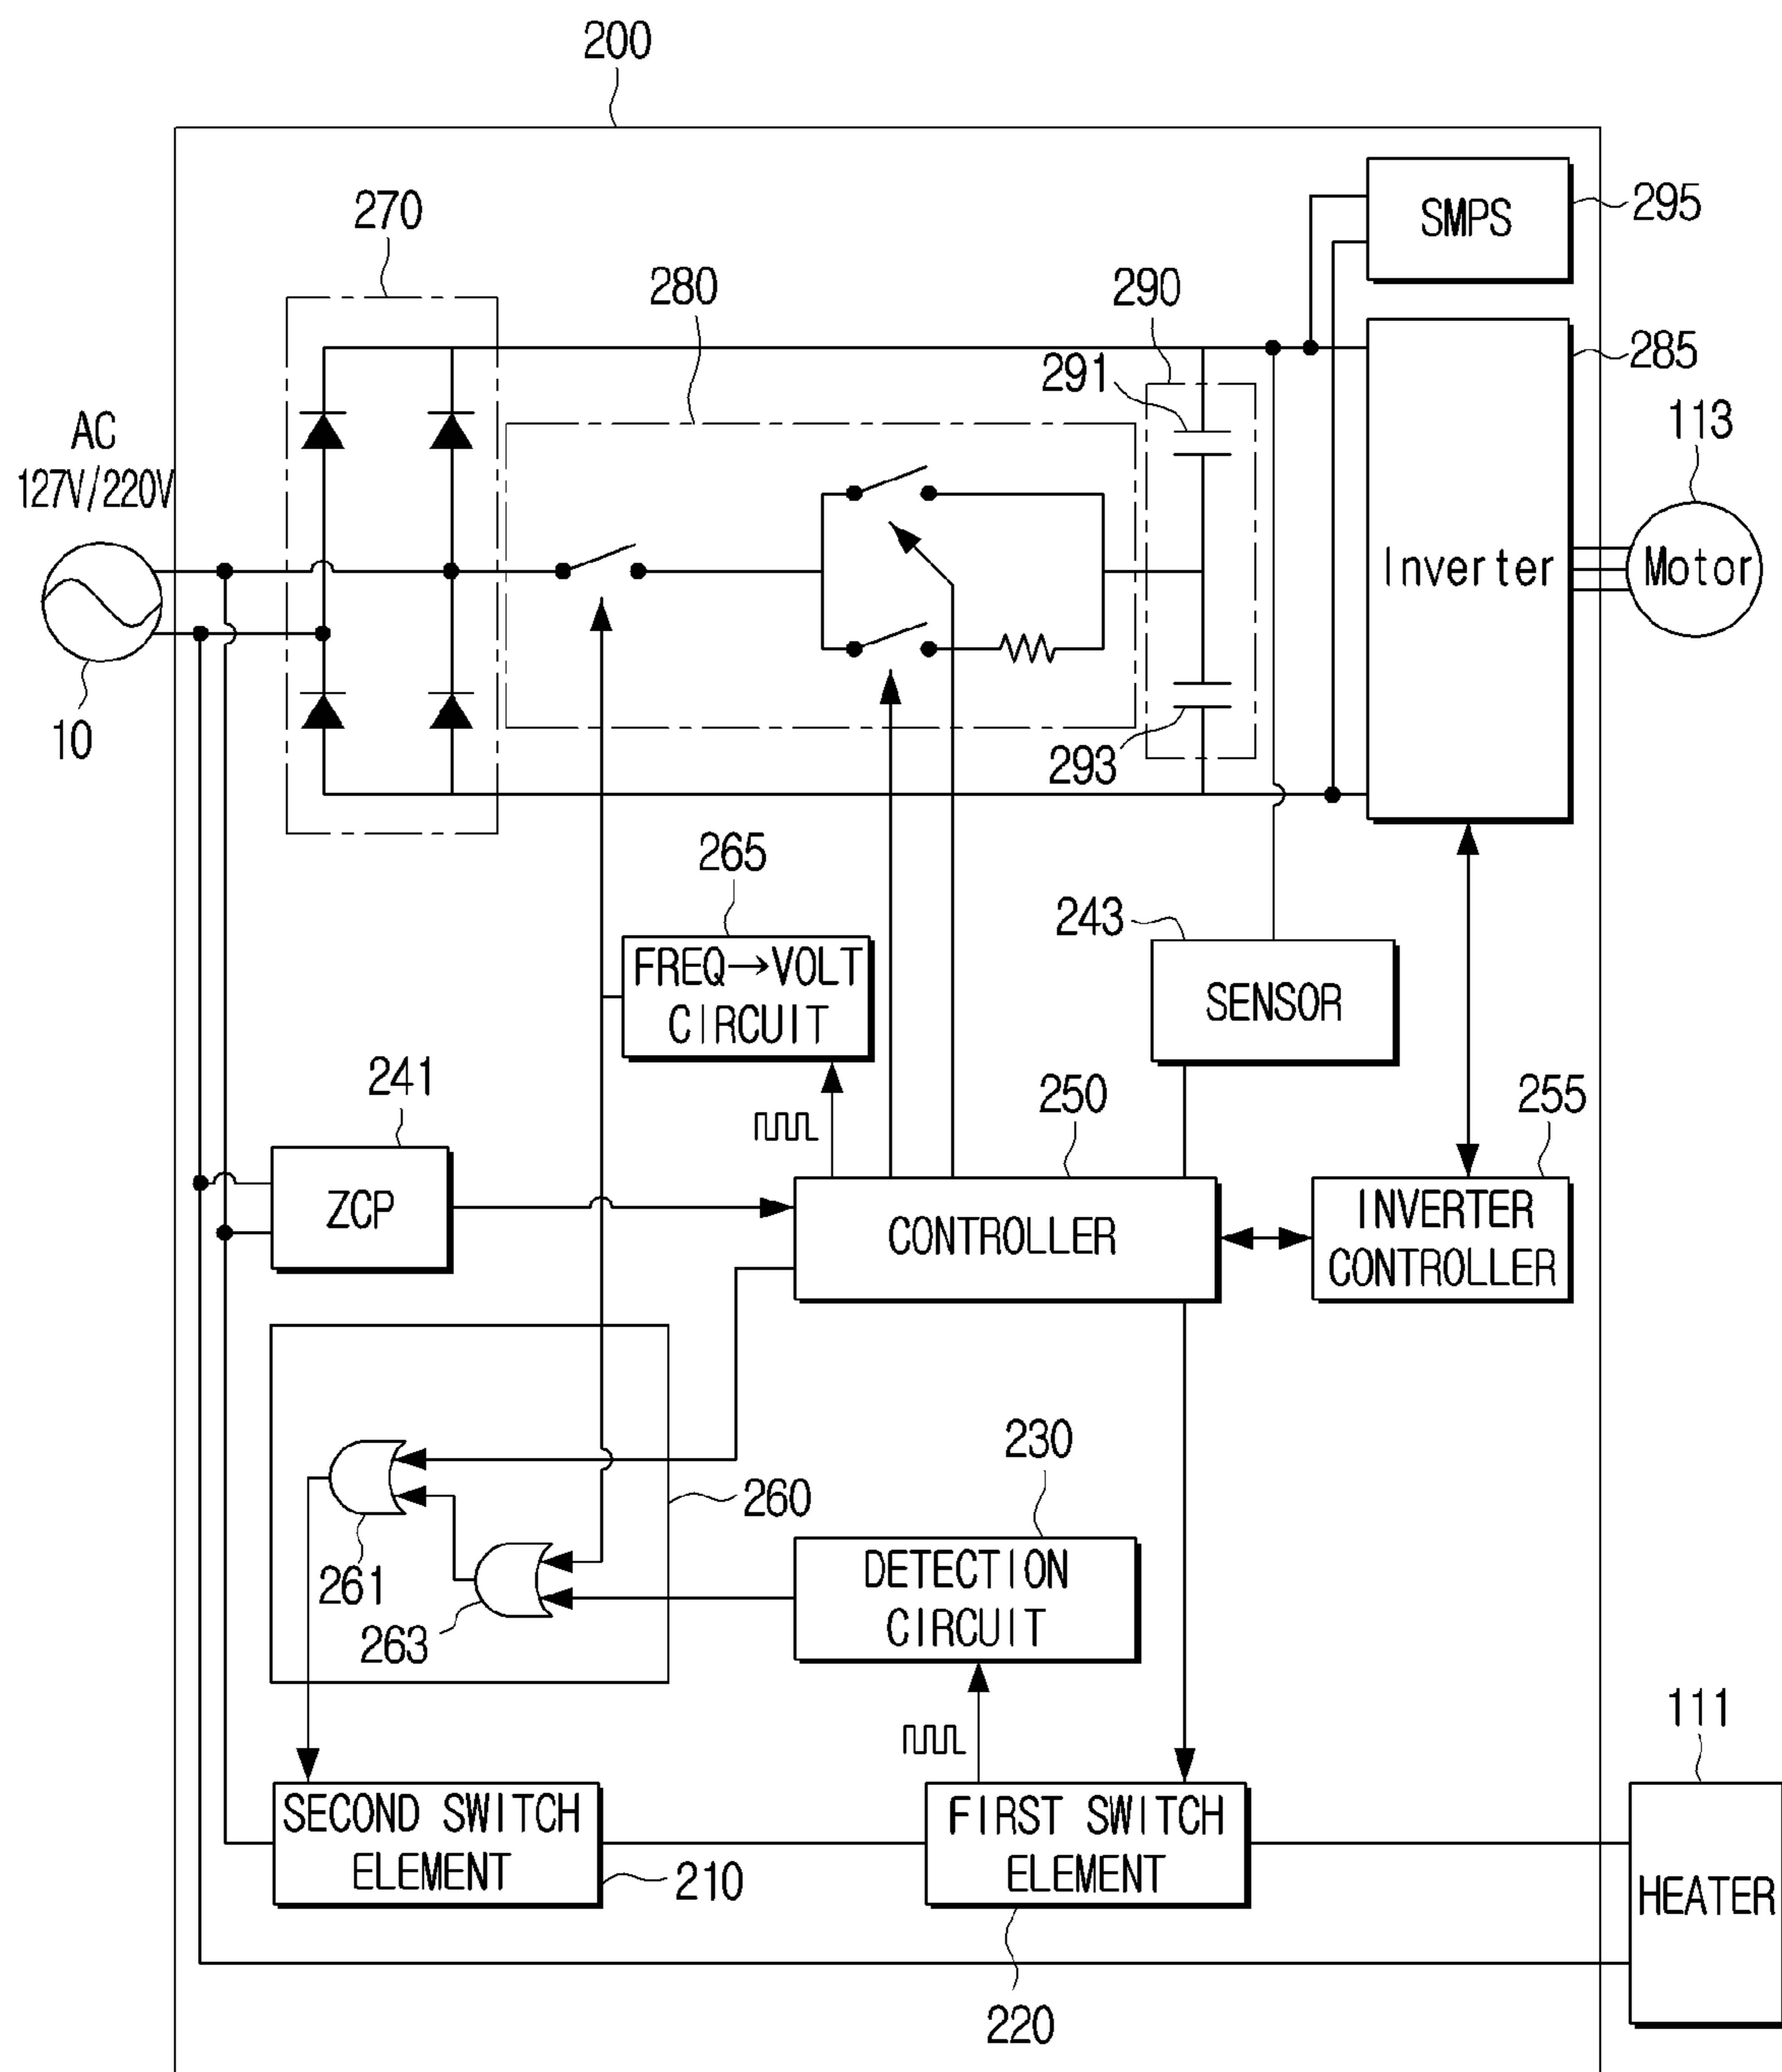 200
SMPS
295
270
280
290
291
285
AC
127V/220V
113
Inverter
Motor
10
293
265
243
FREQ→VOLT
CIRCUIT
SENSOR
241
250
255
ZCP
CONTROLLER
INVERTER
CONTROLLER
230
260
261
263
DETECTION
CIRCUIT
111
SECOND SWITCH
ELEMENT
210
FIRST SWITCH
ELEMENT
HEATER
220